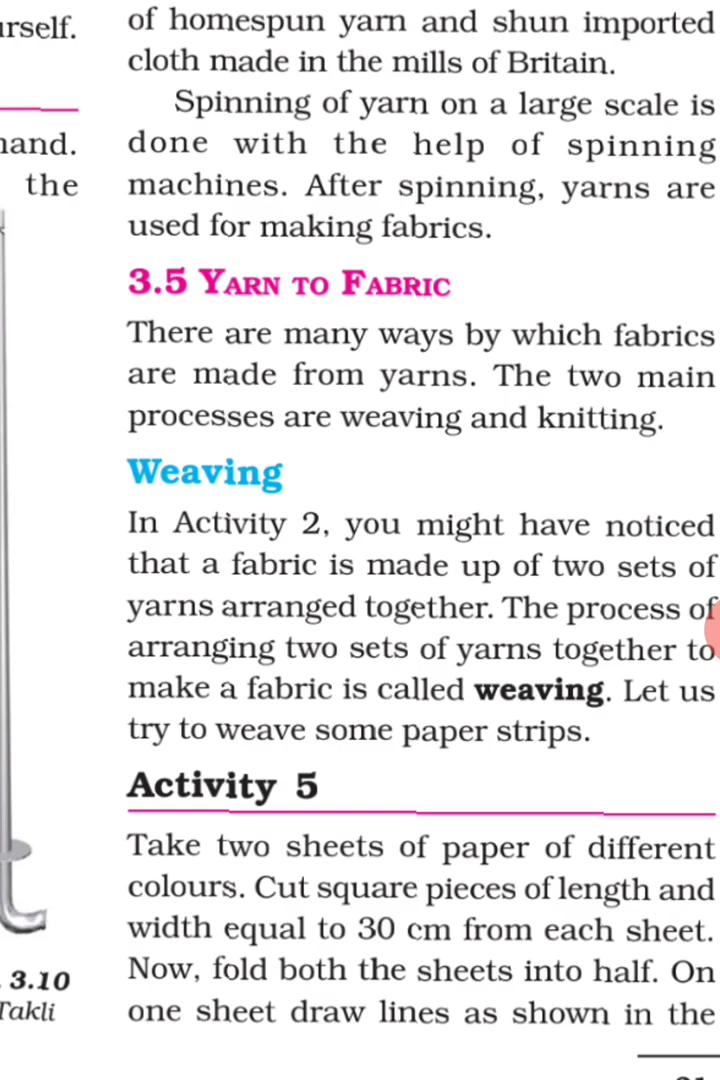 urself.
hand.
the
3.10
Takli
of homespun yarn and shun imported
cloth made in the mills of Britain.
Spinning of yarn on a large scale is
done with the help of spinning
machines. After spinning, yarns are
used for making fabrics.
3.5 YARN TO FABRIC
There are many ways by which fabrics
are made from yarns. The two main
processes are weaving and knitting.
Weaving
In Activity 2, you might have noticed
that a fabric is made up of two sets of
yarns arranged together. The process of
arranging two sets of yarns together to
make a fabric is called weaving. Let us
try to weave some paper strips.
Activity 5
Take two sheets of paper of different
colours. Cut square pieces of length and
width equal to 30 cm from each sheet.
Now, fold both the sheets into half. On
one sheet draw lines as shown in the